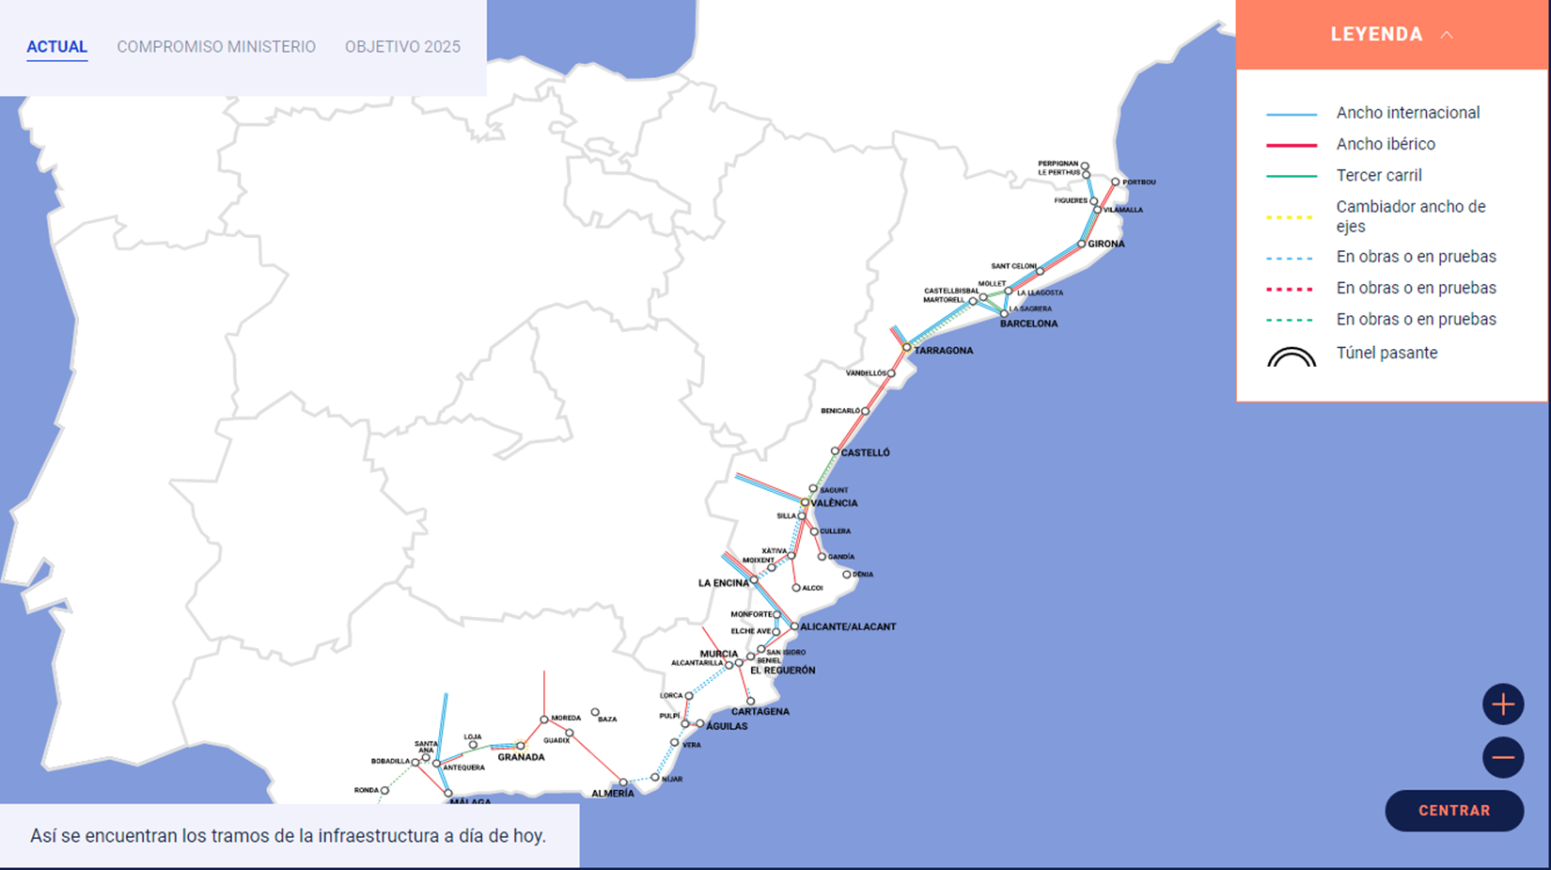 ACTUAL
COMPROMISO MINISTERIO
OBJETIVO 2025
LEYENDA
Ancho internacional
Ancho ibérico
Tercer carril
Cambiador ancho de
ejes
En obras o en pruebas
En obras o en pruebas
En obras o en pruebas
Túnel pasante
PERPIGNAN
LE PERTHUS
PORTBOU
FIGUERES
VILAMALLA
GIRONA
SANT CELONI
MOLLET
CASTELLBISBAL
LA LLAGOSTA
MARTORELL
LA SAGRERA
BARCELONA
TARRAGONA
VANDELLÓS
BENICARLÓ
CASTELLÓ
SAGUNT
VALÈNCIA
SILLA
CULLERA
XÀTIVA
GANDÍA
MOIXENT
DÉNIA
LA ENCINA
ALCOI
MONFORTE
ALICANTE/ALACANT
ELCHE AVE
SAN ISIDRO
MURCIA
BENIEL
ALCANTARILLA
EL REGUERÓN
LORCA
CARTAGENA
PULPÍ
ÁGUILAS
VERA
MOREDA
BAZA
GUADIX
LOJA
SANTA
ANA
GRANADA
BOBADILLA
ANTEQUERA
NÍJAR
RONDA
ALMERÍA
MÁLAGA
CENTRAR
Así se encuentran los tramos de la infraestructura a día de hoy.